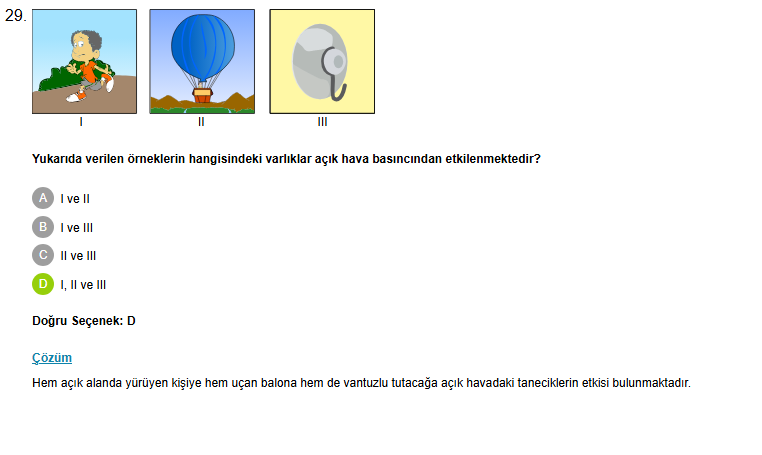 29.
I II III
Yukarıda verilen örneklerin hangisindeki varlıklar açık hava basıncından etkilenmektedir?
A I ve II
B I ve III
C II ve III
D I, II ve III
Doğru Seçenek: D
Çözüm
Hem açık alanda yürüyen kişiye hem uçan balona hem de vantuzlu tutacağa açık havadaki taneciklerin etkisi bulunmaktadır.